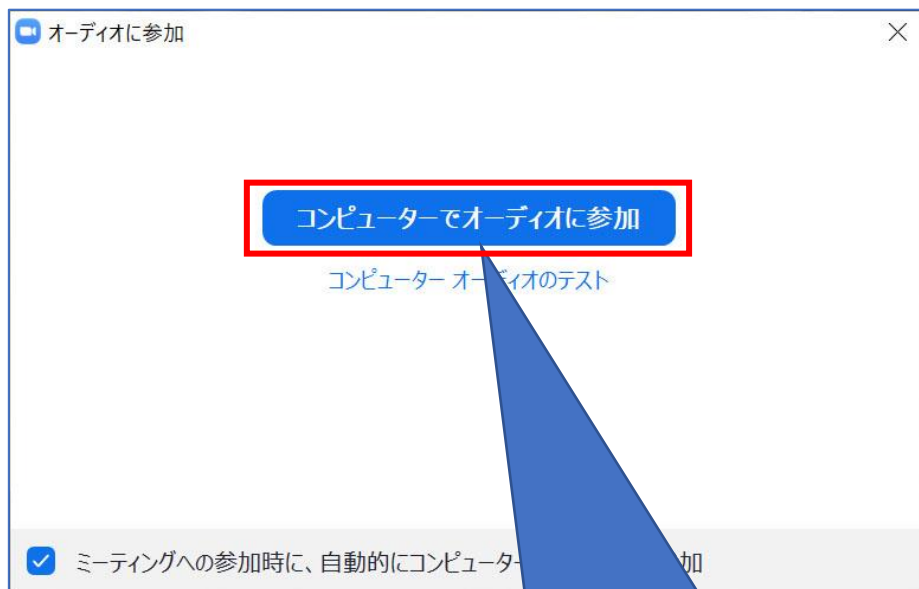 オーディオに参加
コンピューターでオーディオに参加
コンピューター オーディオのテスト
ミーティングへの参加時に、自動的にコンピューター 加